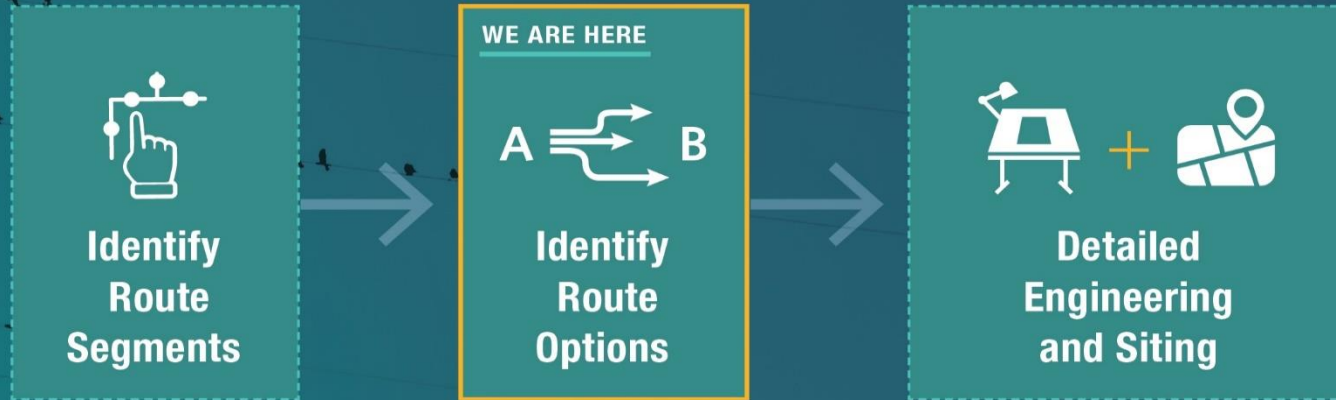 Identify
Route
Segments
WE ARE HERE
A
B
Identify
Route
Options
+
Detailed
Engineering
and Siting